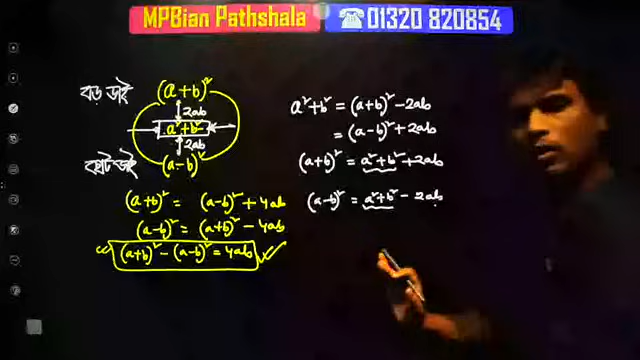 MPBian Pathshala
☎01320 820854
বড় ভাই (a+b)²
2ab
a²+b²
2ab
ছোট ভাই (a-b)²
(a+b)² = (a-b)² + 4ab
(a-b)² = (a+b)² - 4ab
(a+b)² - (a-b)² = 4ab
a²+b² = (a+b)² - 2ab
= (a-b)² + 2ab
(a+b)² = a²+b² + 2ab
(a-b)² = a²+b² - 2ab